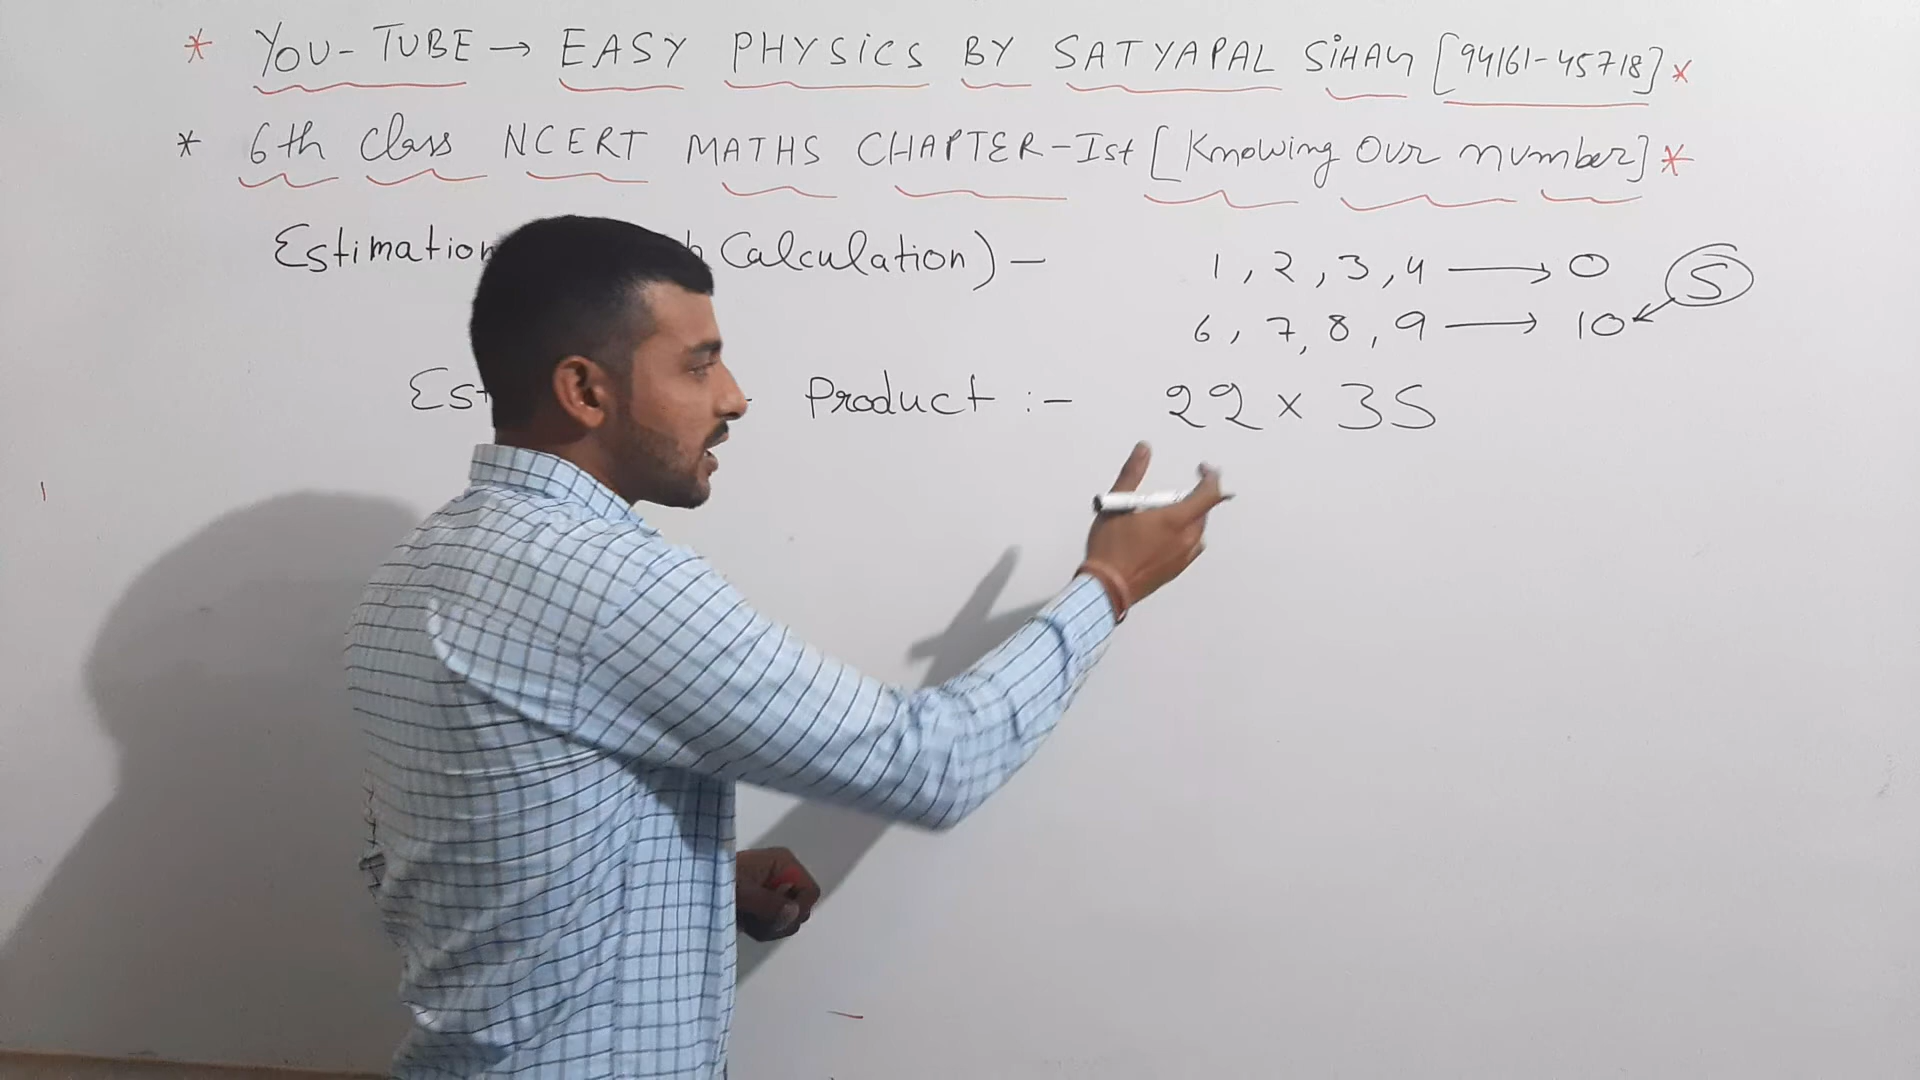 * YOU-TUBE → EASY PHYSICS BY SATYAPAL SIHAG [94161-45718] *
* 6th Class NCERT MATHS CHAPTER-Ist [Knowing Our number] *
Estimation Calculation) -
1, 2, 3, 4 → 0
5
6, 7, 8, 9 → 10
Product :- 22 x 35